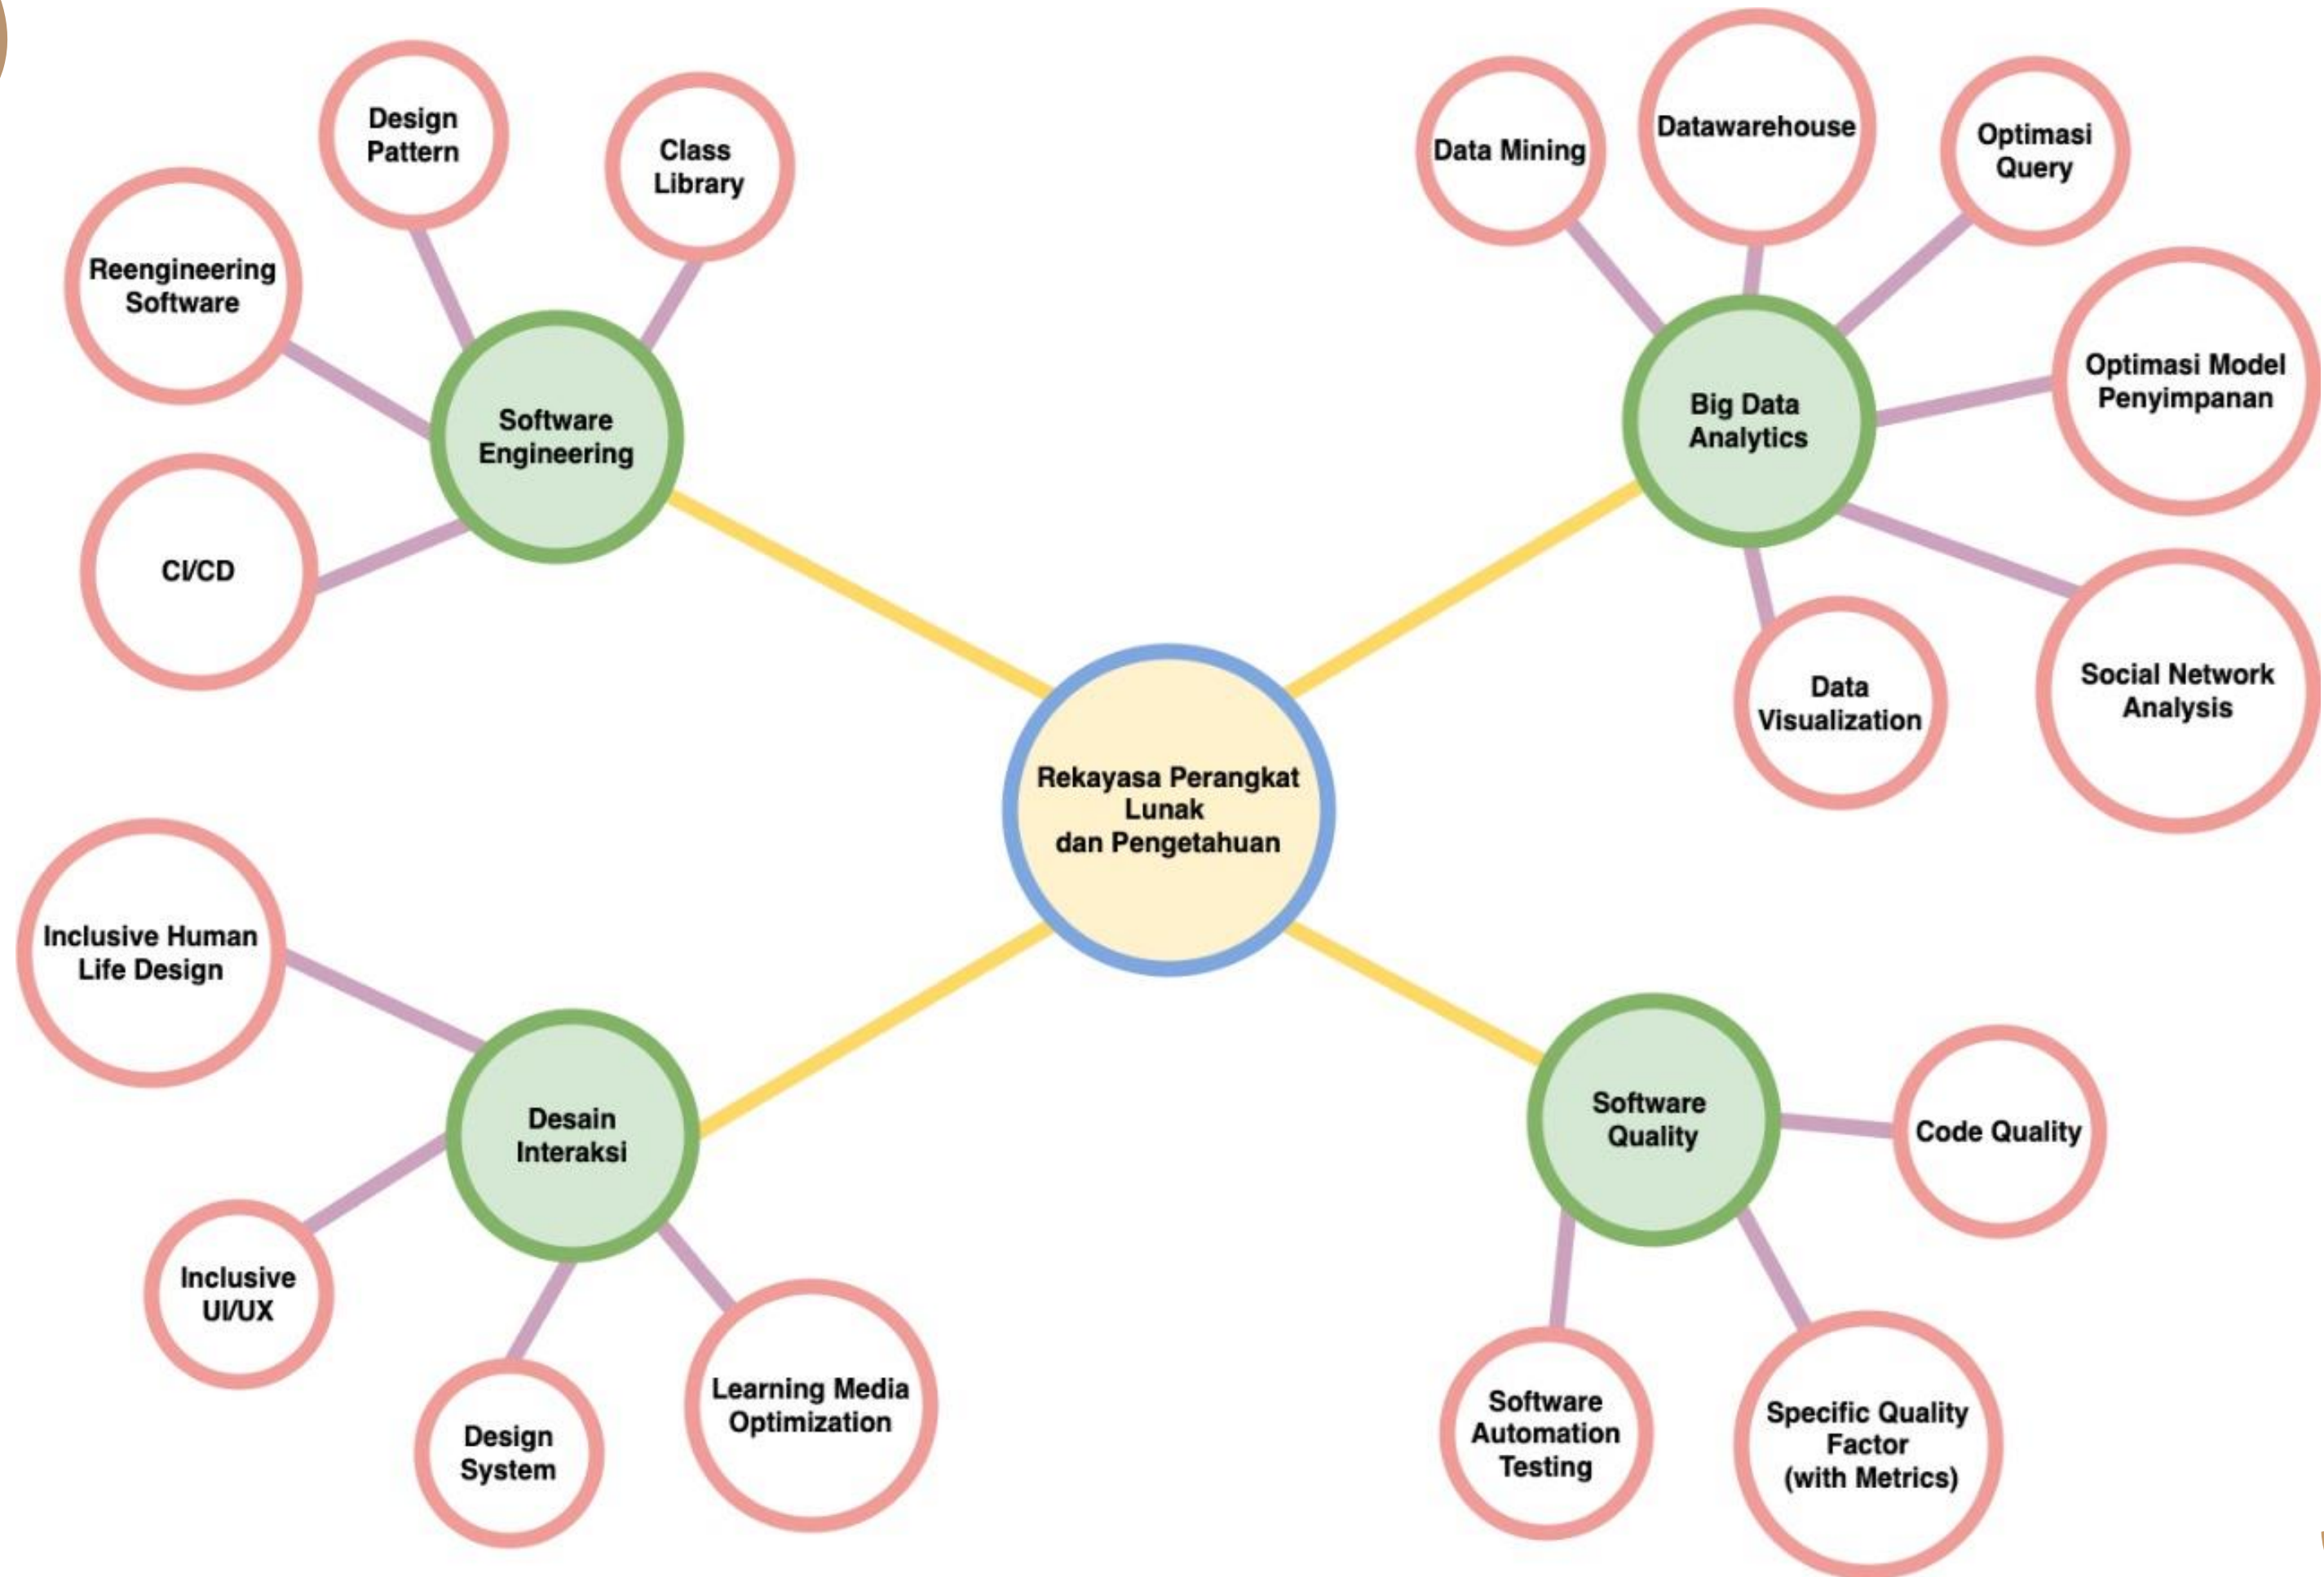 Design
Pattern
Class
Library
Reengineering
Software
CI/CD
Software
Engineering
Data Mining
Datawarehouse
Optimasi
Query
Optimasi Model
Penyimpanan
Big Data
Analytics
Social Network
Analysis
Data
Visualization
Rekayasa Perangkat
Lunak
dan Pengetahuan
Inclusive Human
Life Design
Desain
Interaksi
Inclusive
UI/UX
Design
System
Learning Media
Optimization
Software
Quality
Code Quality
Software
Automation
Testing
Specific Quality
Factor
(with Metrics)